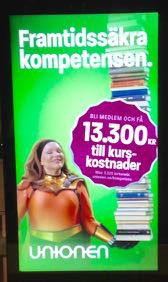 Framtidssäkra
kompetensen.
BLI MEDLEM OCH FÅ
13.300 KR
till kurs-
kostnader
UNIONEN